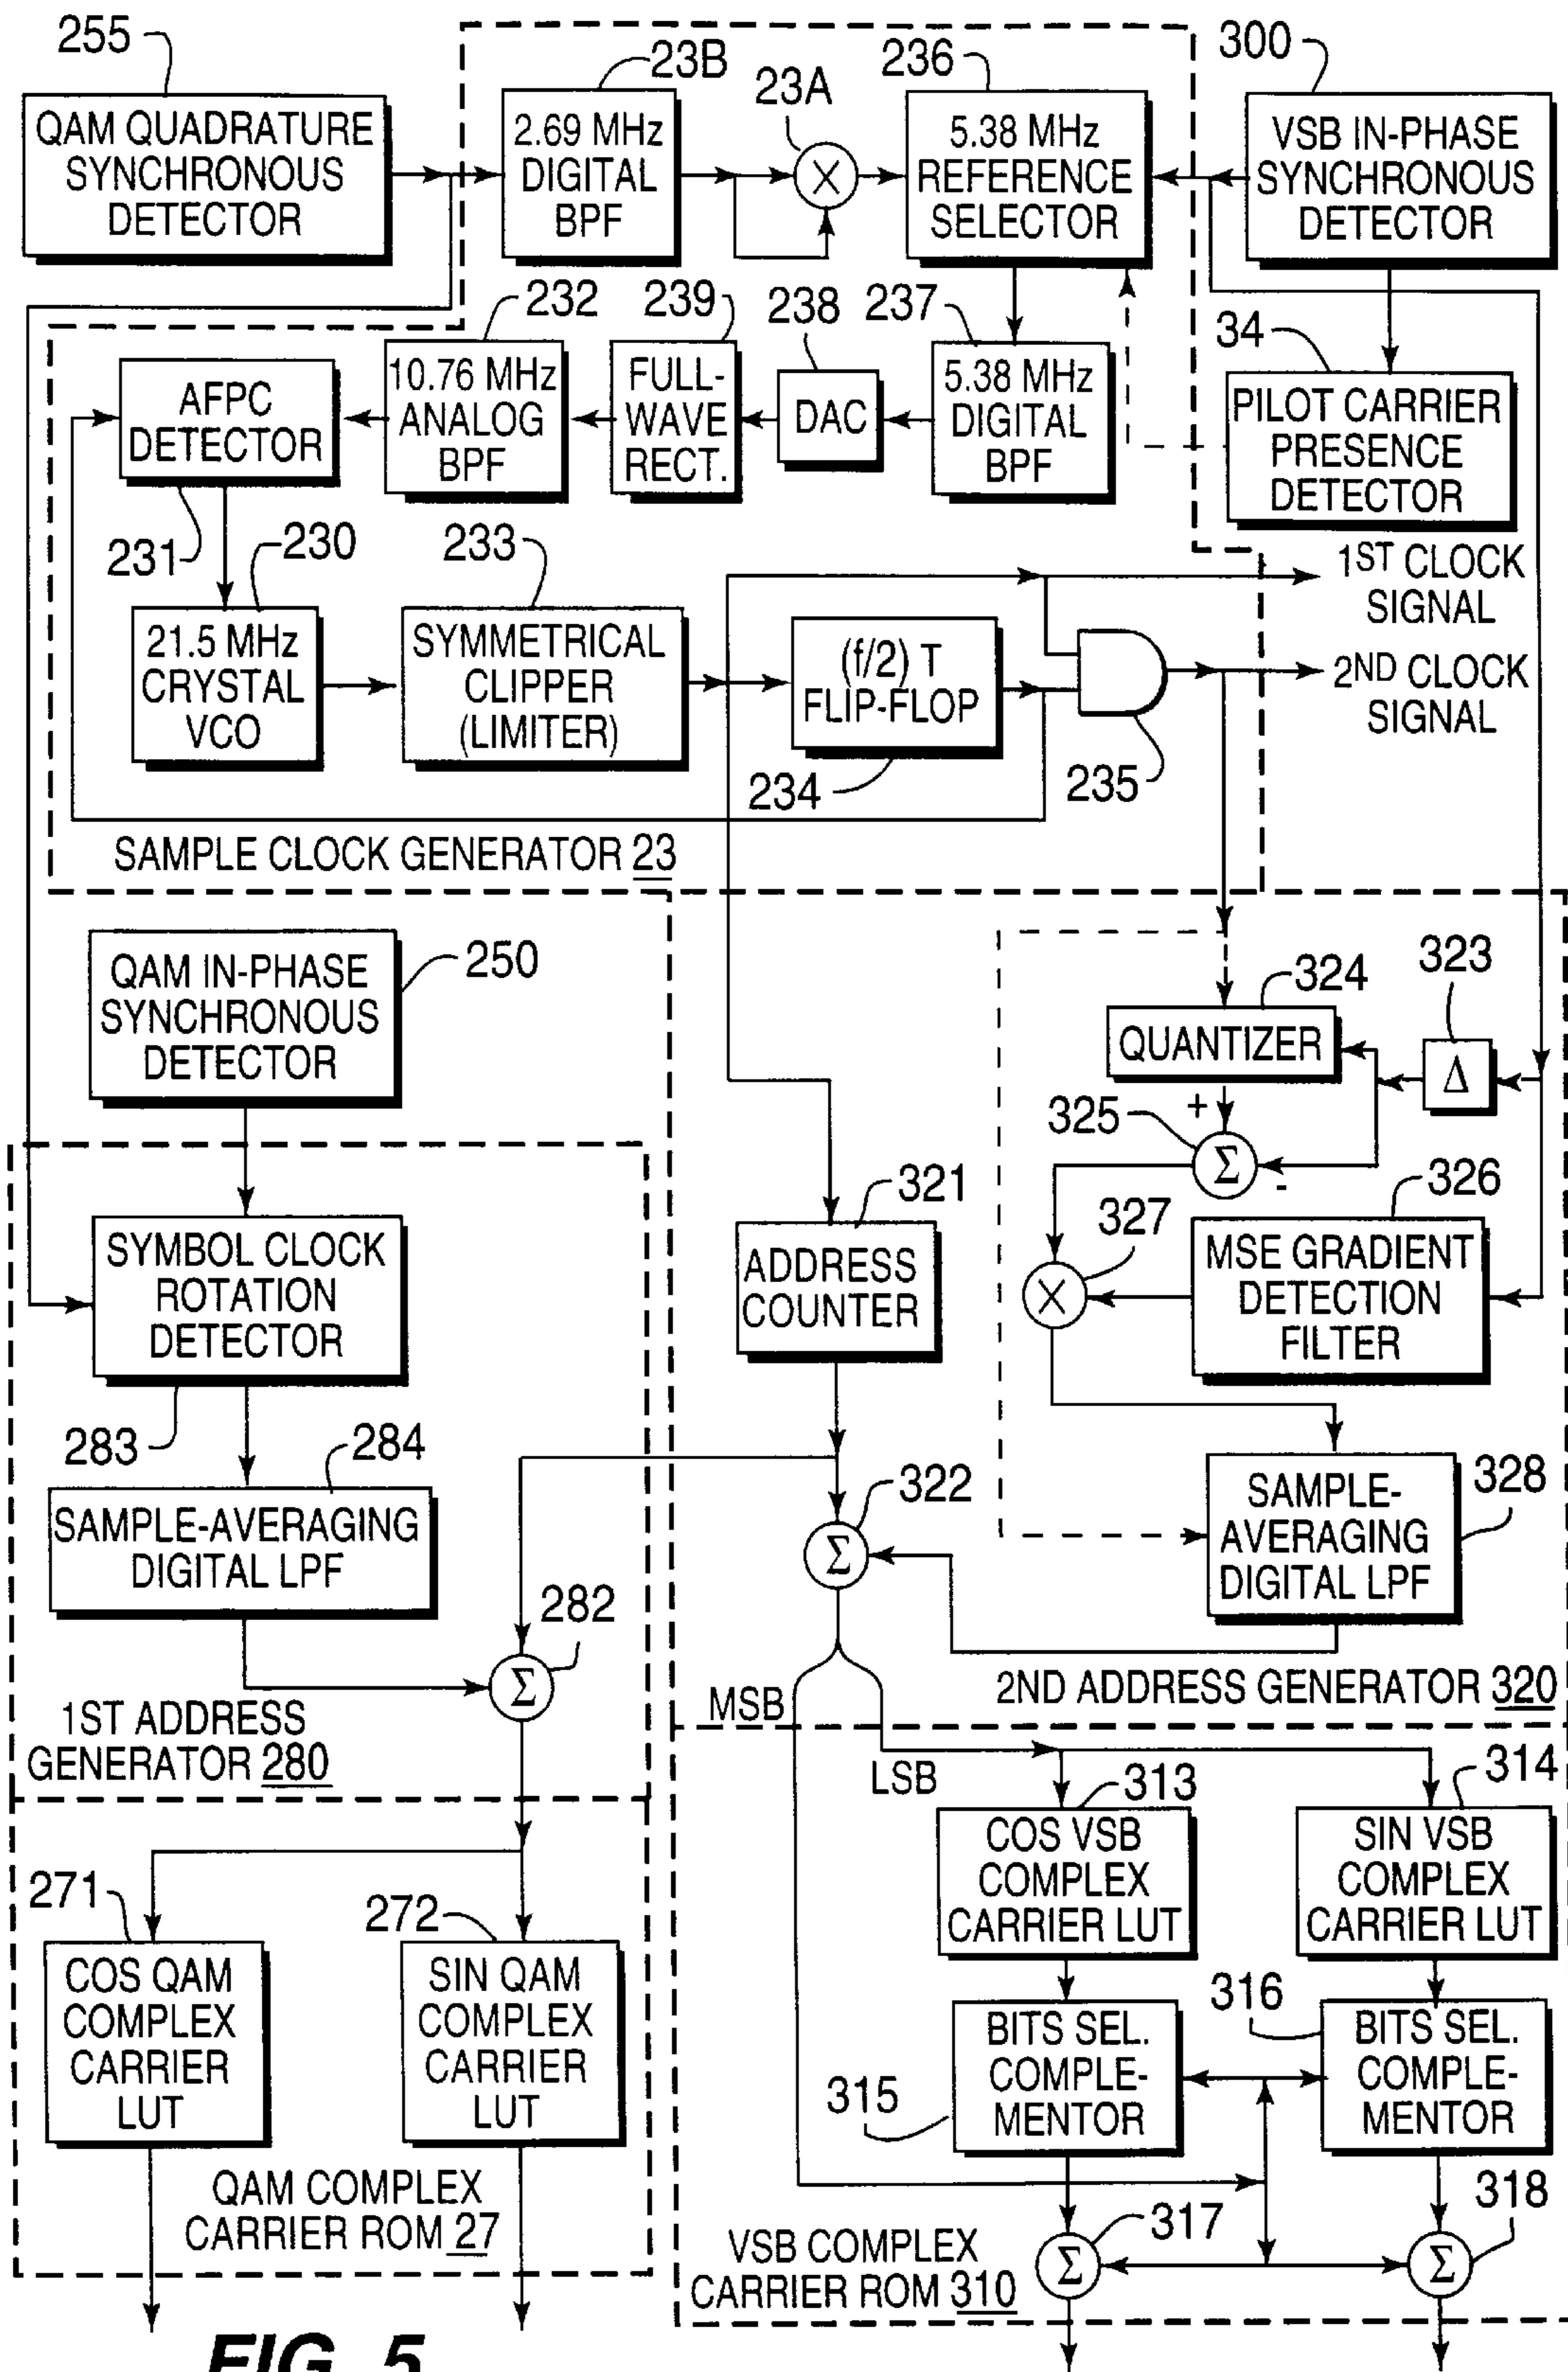 255
23B
23A
236
300
QAM QUADRATURE
SYNCHRONOUS
DETECTOR
2.69 MHz
DIGITAL
BPF
X
5.38 MHz
REFERENCE
SELECTOR
VSB IN-PHASE
SYNCHRONOUS
DETECTOR
232
239
238
237
34
AFPC
DETECTOR
10.76 MHz
ANALOG
BPF
FULL-
WAVE
RECT.
DAC
5.38 MHz
DIGITAL
BPF
PILOT CARRIER
PRESENCE
DETECTOR
231
230
233
1ST CLOCK
SIGNAL
21.5 MHz
CRYSTAL
VCO
SYMMETRICAL
CLIPPER
(LIMITER)
(f/2) T
FLIP-FLOP
2ND CLOCK
SIGNAL
234
235
SAMPLE CLOCK GENERATOR 23
QAM IN-PHASE
SYNCHRONOUS
DETECTOR
250
324
323
QUANTIZER
Δ
+
325
Σ
-
321
327
326
SYMBOL CLOCK
ROTATION
DETECTOR
ADDRESS
COUNTER
X
MSE GRADIENT
DETECTION
FILTER
283
284
322
328
SAMPLE-AVERAGING
DIGITAL LPF
Σ
SAMPLE-
AVERAGING
DIGITAL LPF
282
Σ
1ST ADDRESS
GENERATOR 280
MSB
2ND ADDRESS GENERATOR 320
LSB
313
314
271
272
COS VSB
COMPLEX
CARRIER LUT
SIN VSB
COMPLEX
CARRIER LUT
COS QAM
COMPLEX
CARRIER
LUT
SIN QAM
COMPLEX
CARRIER
LUT
316
315
BITS SEL.
COMPLE-
MENTOR
BITS SEL.
COMPLE-
MENTOR
QAM COMPLEX
CARRIER ROM 27
317
318
Σ
Σ
VSB COMPLEX
CARRIER ROM 310
FIG. 5